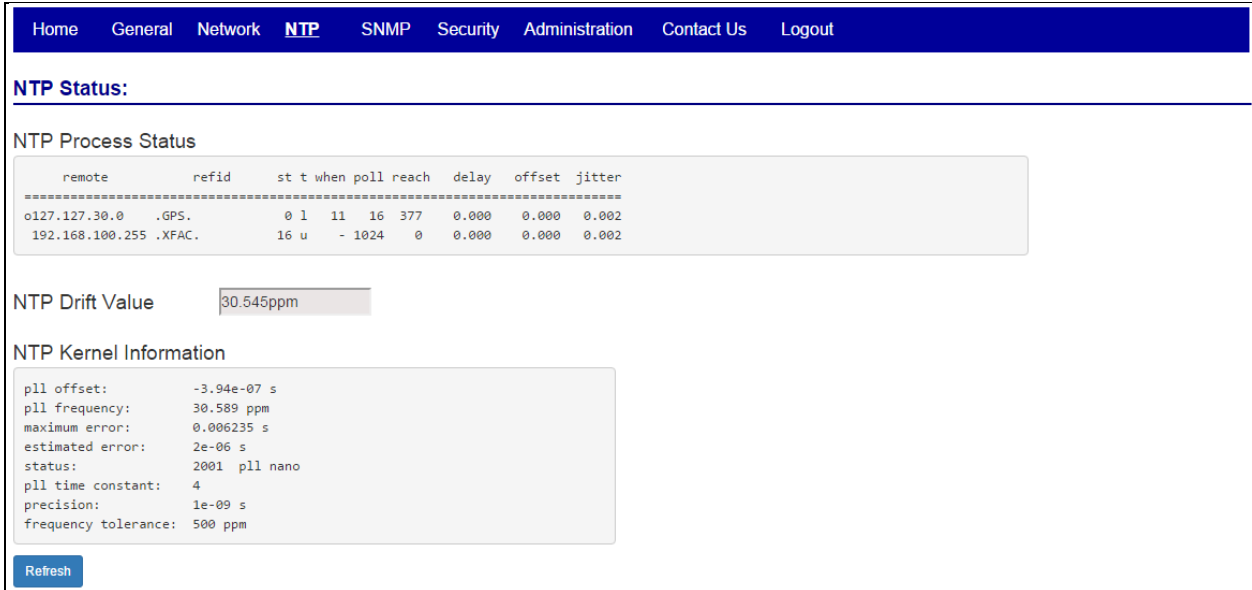 Home General Network NTP SNMP Security Administration Contact Us Logout
NTP Status:
NTP Process Status
remote refid st t when poll reach delay offset jitter
==============================================================================
o127.127.30.0 .GPS. 0 l 11 16 377 0.000 0.000 0.002
192.168.100.255 .XFAC. 16 u - 1024 0 0.000 0.000 0.002
NTP Drift Value 30.545ppm
NTP Kernel Information
pll offset: -3.94e-07 s
pll frequency: 30.589 ppm
maximum error: 0.006235 s
estimated error: 2e-06 s
status: 2001 pll nano
pll time constant: 4
precision: 1e-09 s
frequency tolerance: 500 ppm
Refresh